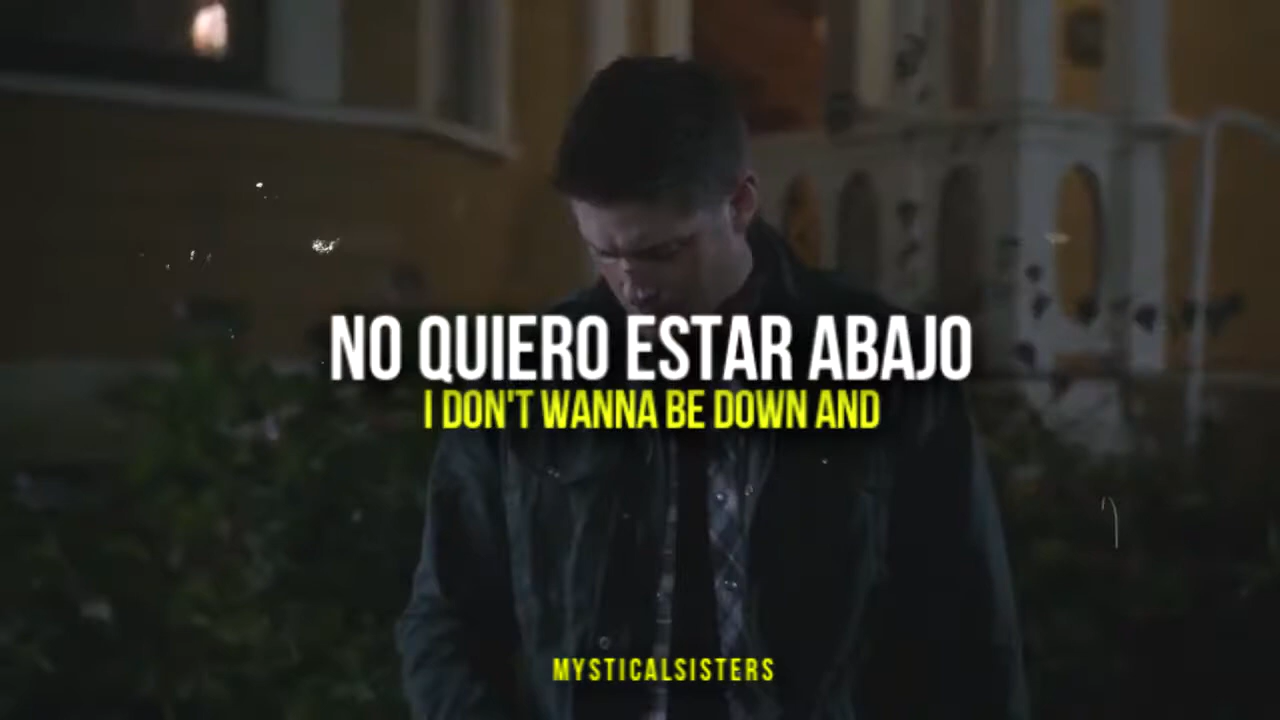 NO QUIERO ESTAR ABAJO
I DON'T WANNA BE DOWN AND
MYSTICALSISTERS